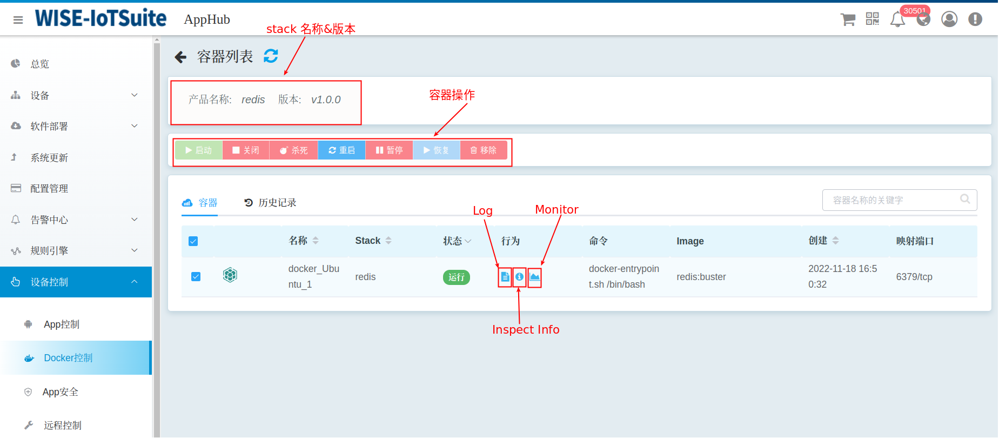 WISE-IoTSuite AppHub 30501
stack 名称&版本
容器列表
总览
设备
软件部署
系统更新
配置管理
告警中心
规则引擎
设备控制
App控制
Docker控制
App安全
远程控制
产品名称: redis 版本: v1.0.0
容器操作
启动 关闭 杀死 重启 暂停 恢复 移除
容器 历史记录 容器名称的关键字
Log Monitor
名称 Stack 状态 行为 命令 Image 创建 映射端口
docker_Ubu docker-entrypoin 2022-11-18 16:5
redis 运行 redis:buster 6379/tcp
ntu_1 t.sh /bin/bash 0:32
Inspect Info